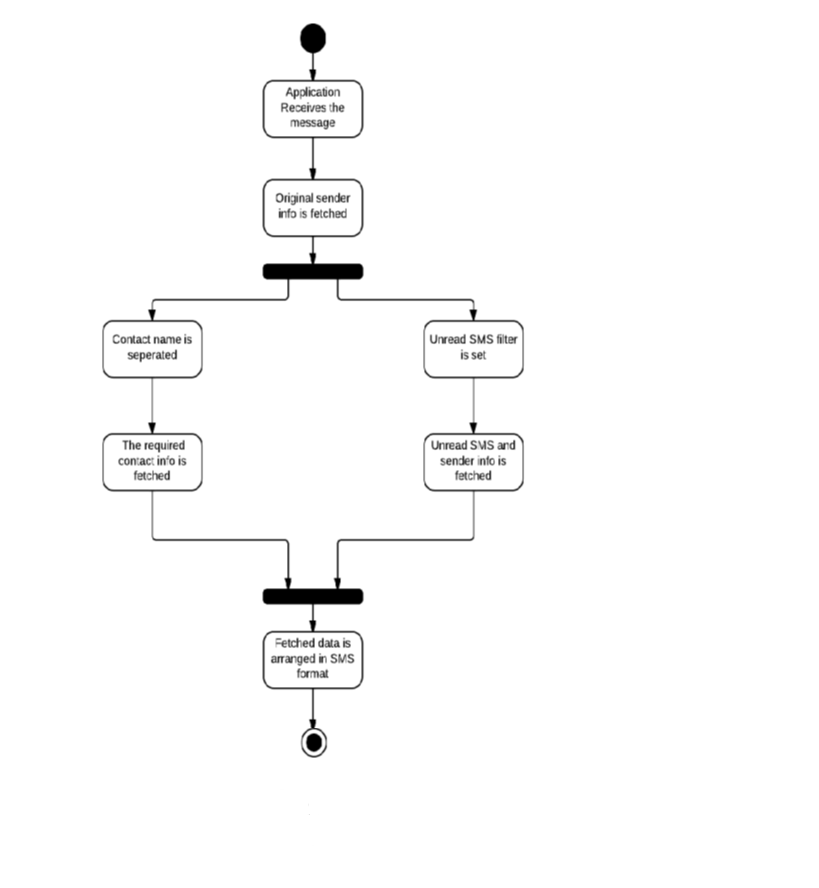 Application
Receives the
message
Original sender
info is fetched
Contact name is
seperated
Unread SMS filter
is set
The required
contact info is
fetched
Unread SMS and
sender info is
fetched
Fetched data is
arranged in SMS
format